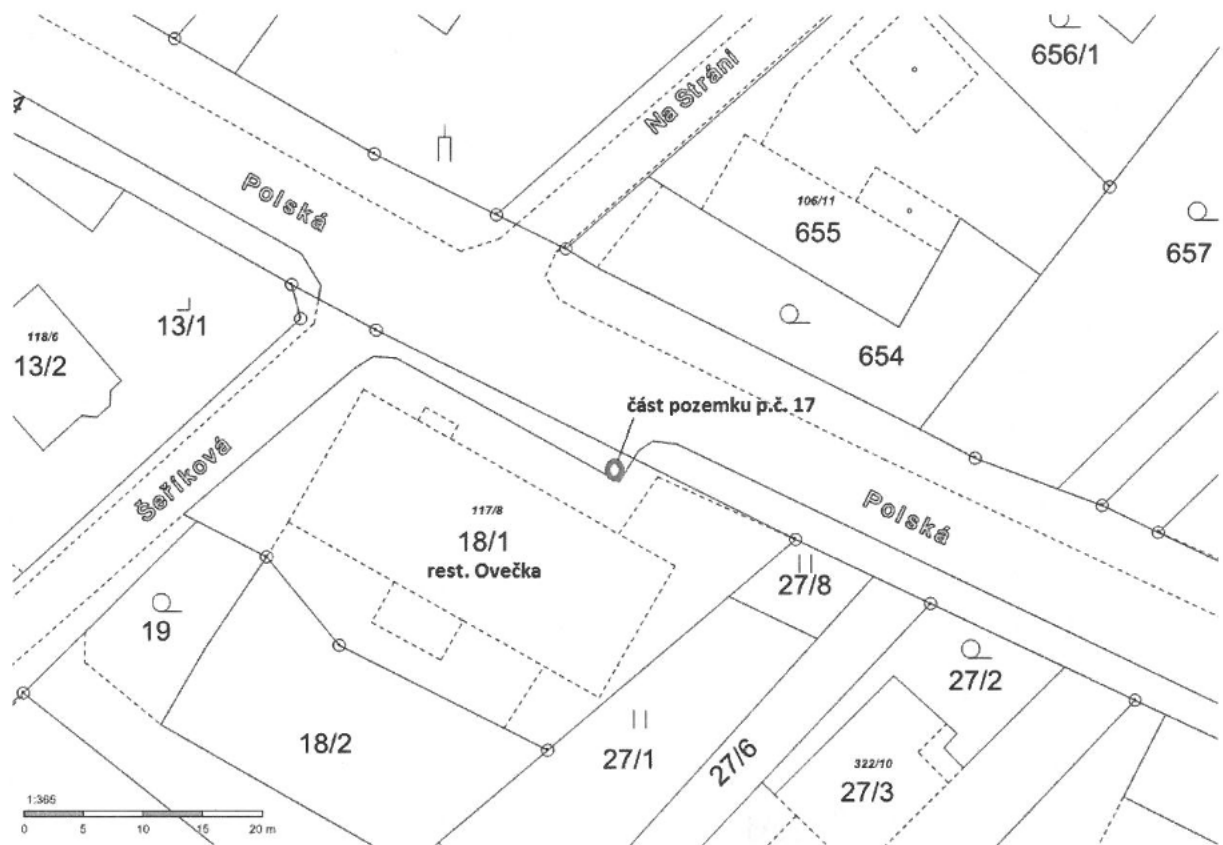 656/1
Na Stráni
4
Polská
106/11
655
657
13/1
118/6
13/2
654
část pozemku p.č. 17
Šeříková
117/8
18/1
rest. Ovečka
Polská
27/8
19
27/2
18/2
27/1
27/6
322/10
27/3
1:365
0 5 10 15 20 m